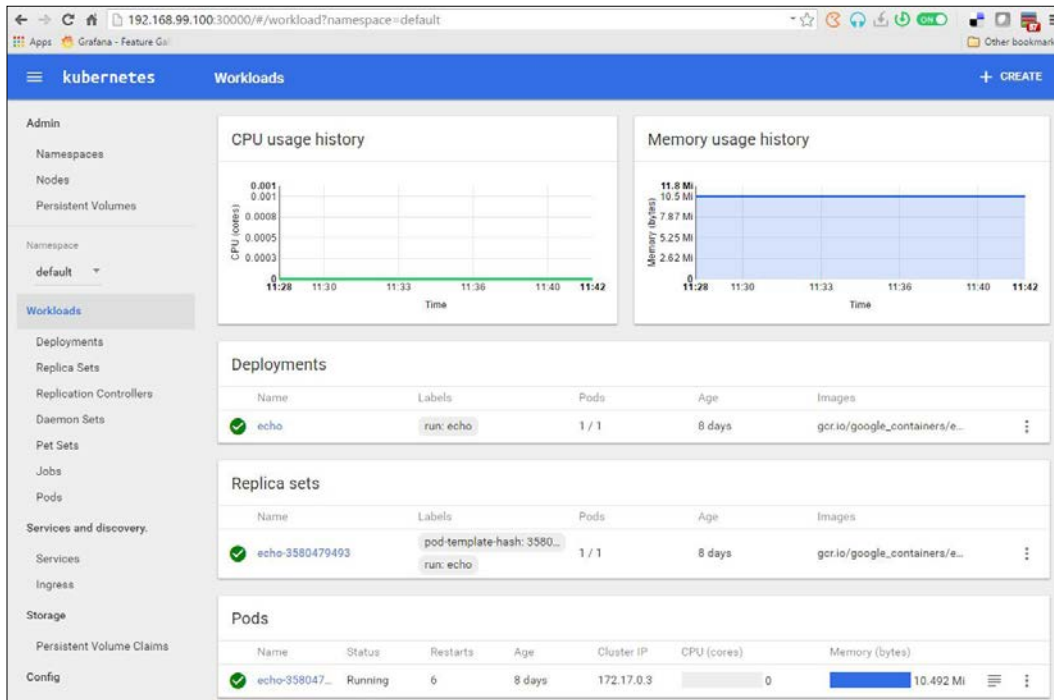 192.168.99.100:30000/#/workload?namespace=default
ON
Apps Grafana - Feature Gal
Other bookmark
kubernetes Workloads + CREATE
Admin
Namespaces
Nodes
Persistent Volumes
Namespace
default
Workloads
Deployments
Replica Sets
Replication Controllers
Daemon Sets
Pet Sets
Jobs
Pods
Services and discovery.
Services
Ingress
Storage
Persistent Volume Claims
Config
CPU usage history
CPU (cores)
0.001
0.001
0.0008
0.0005
0.0003
0
11:28 11:30 11:33 11:36 11:40 11:42
Time
Memory usage history
Memory (bytes)
11.8 Mi
10.5 Mi
7.87 Mi
5.25 Mi
2.62 Mi
0
11:28 11:30 11:33 11:36 11:40 11:42
Time
Deployments
Name Labels Pods Age Images
echo run: echo 1 / 1 8 days gcr.io/google_containers/e...
Replica sets
Name Labels Pods Age Images
echo-3580479493 pod-template-hash: 3580... 1 / 1 8 days gcr.io/google_containers/e...
run: echo
Pods
Name Status Restarts Age Cluster IP CPU (cores) Memory (bytes)
echo-358047... Running 6 8 days 172.17.0.3 0 10.492 Mi